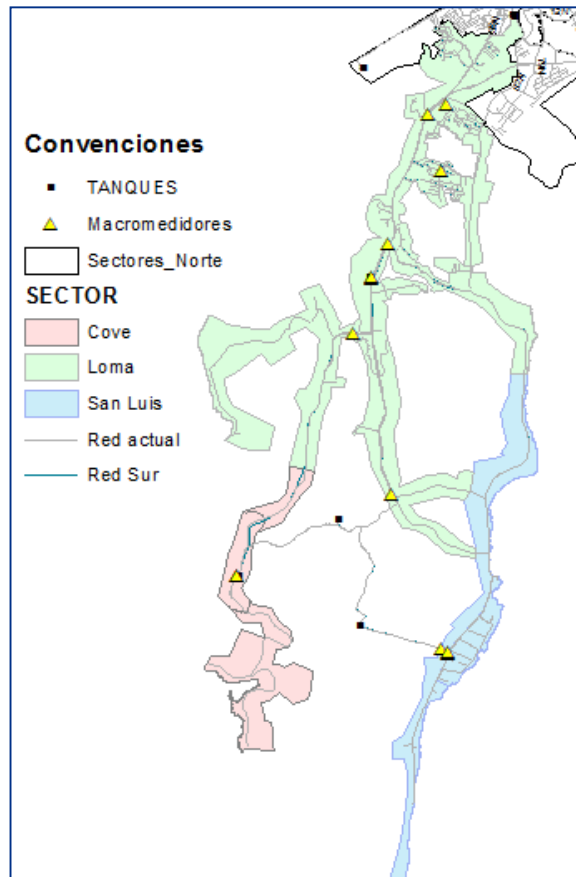 Convenciones
TANQUES
Macromedidores
Sectores_Norte
SECTOR
Cove
Loma
San Luis
Red actual
Red Sur